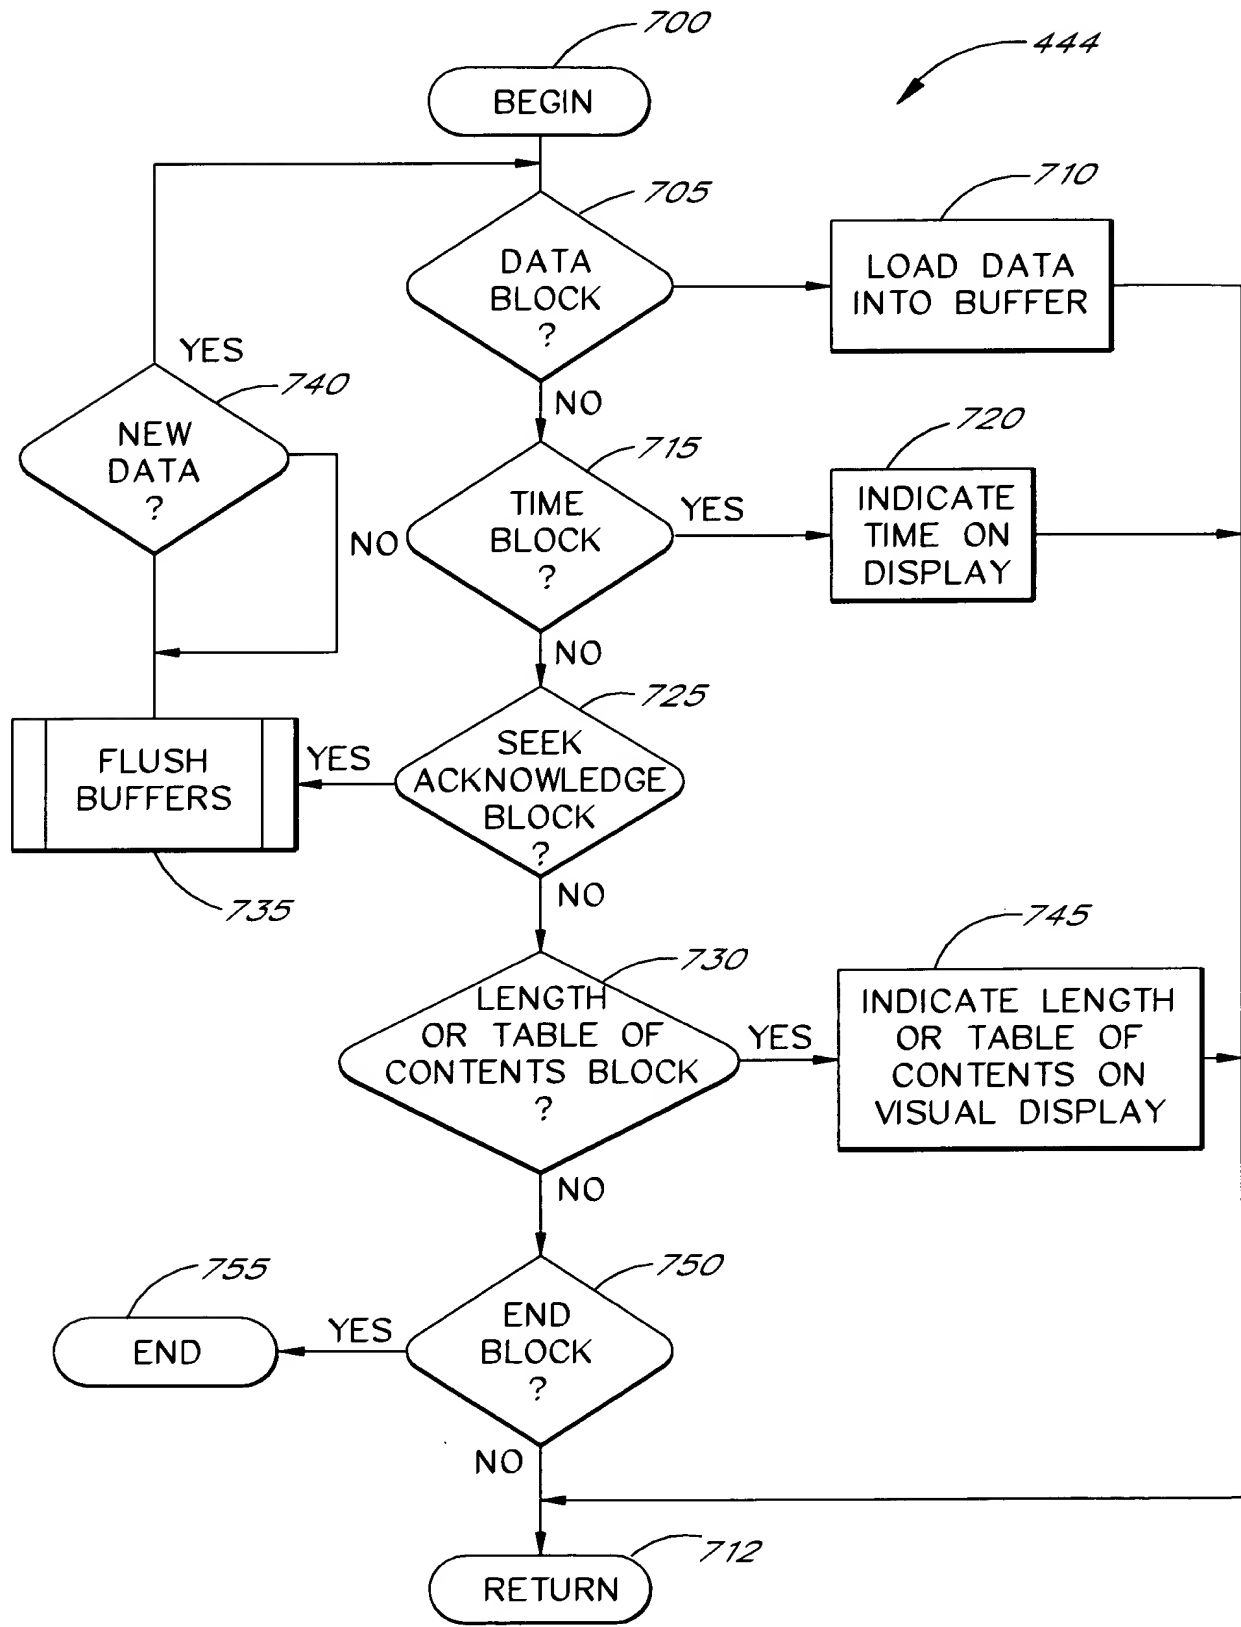 700
444
BEGIN
705
710
DATA
BLOCK
?
LOAD DATA
INTO BUFFER
YES
740
NO
NEW
DATA
?
715
720
TIME
BLOCK
?
YES
INDICATE
TIME ON
DISPLAY
NO
NO
725
SEEK
ACKNOWLEDGE
BLOCK
?
YES
FLUSH
BUFFERS
735
NO
730
745
LENGTH
OR TABLE OF
CONTENTS BLOCK
?
YES
INDICATE LENGTH
OR TABLE OF
CONTENTS ON
VISUAL DISPLAY
NO
755
750
END
BLOCK
?
YES
END
NO
712
RETURN